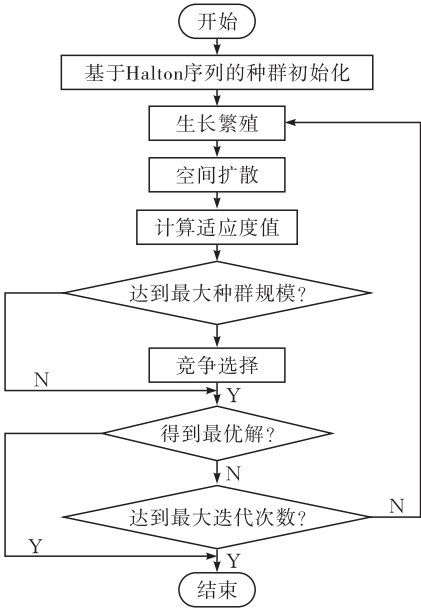 开始
基于Halton序列的种群初始化
生长繁殖
空间扩散
计算适应度值
达到最大种群规模?
竞争选择
N
Y
得到最优解?
N
达到最大迭代次数?
N
Y
Y
结束